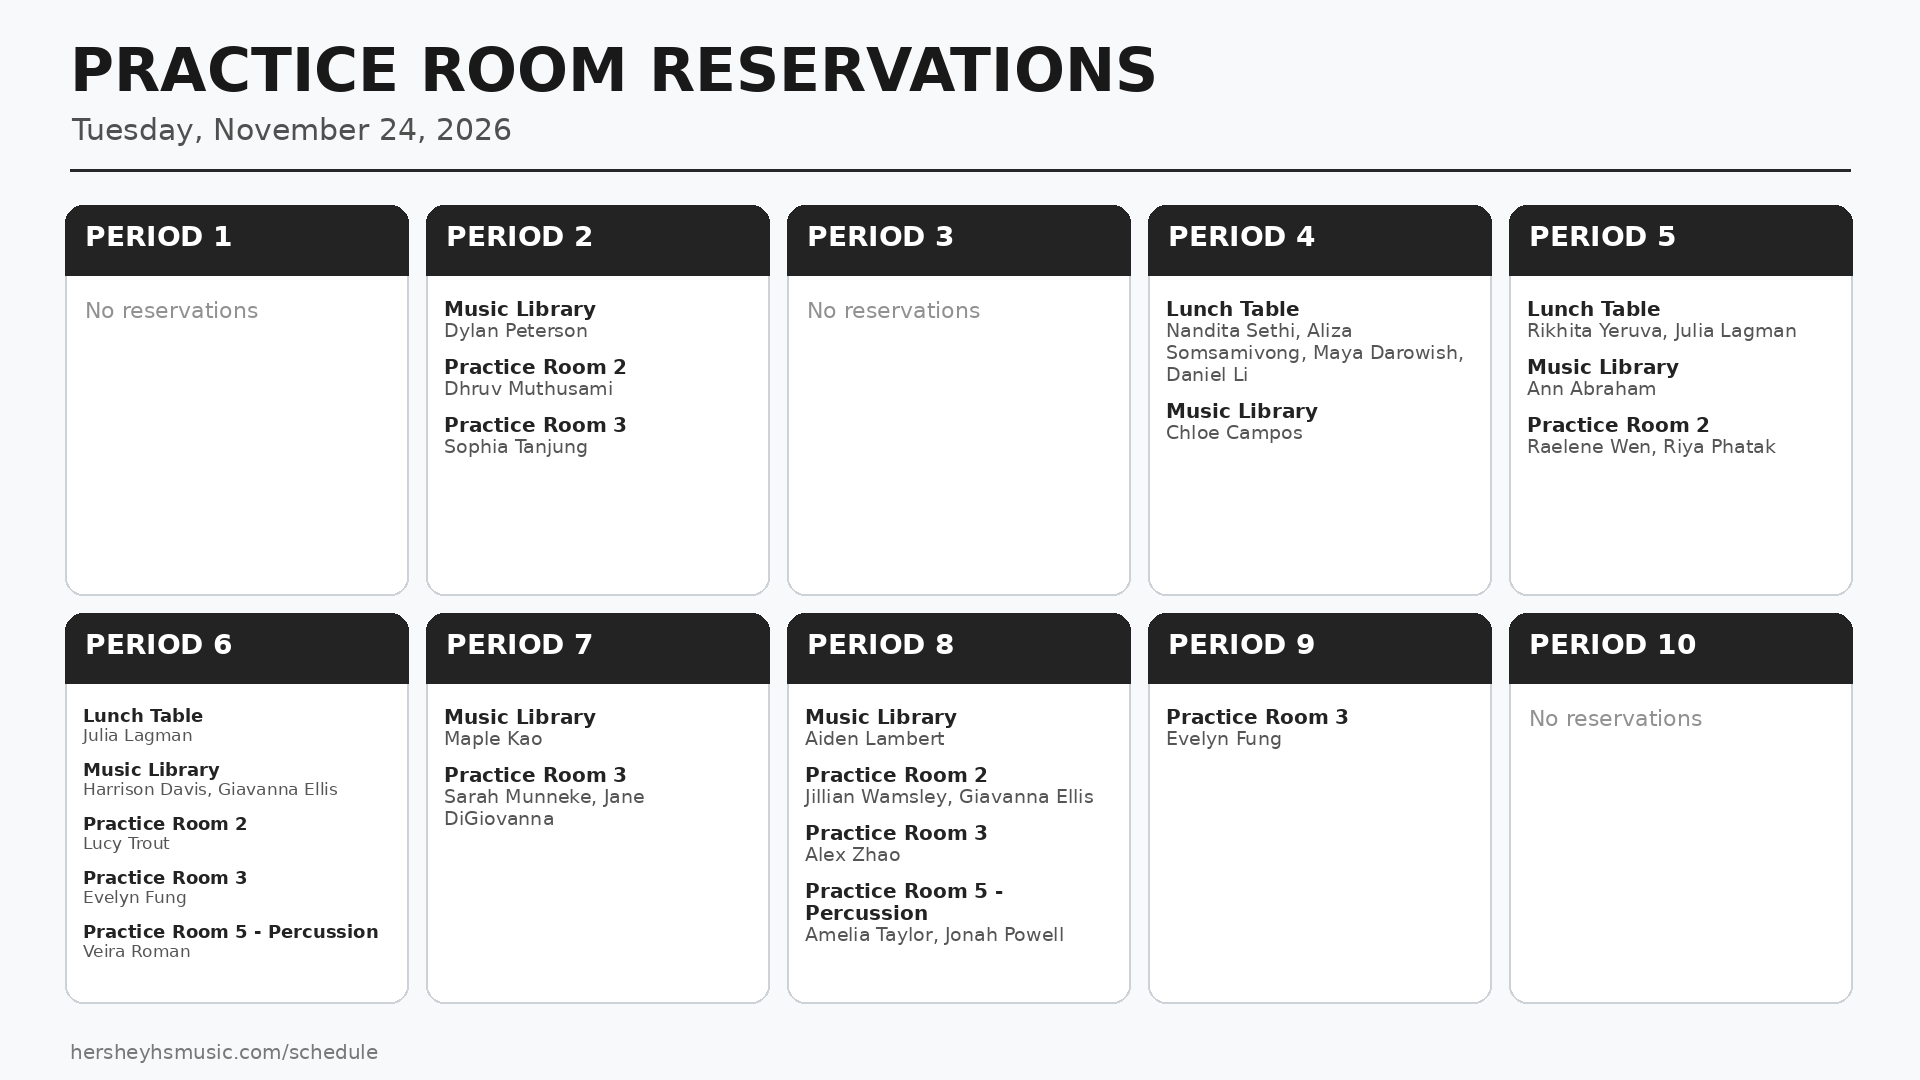 PRACTICE ROOM RESERVATIONS
Tuesday, November 24, 2026
PERIOD 1
No reservations
PERIOD 2
Music Library
Dylan Peterson
Practice Room 2
Dhruv Muthusami
Practice Room 3
Sophia Tanjung
PERIOD 3
No reservations
PERIOD 4
Lunch Table
Nandita Sethi, Aliza
Somsamivong, Maya Darowish,
Daniel Li
Music Library
Chloe Campos
PERIOD 5
Lunch Table
Rikhita Yeruva, Julia Lagman
Music Library
Ann Abraham
Practice Room 2
Raelene Wen, Riya Phatak
PERIOD 6
Lunch Table
Julia Lagman
Music Library
Harrison Davis, Giavanna Ellis
Practice Room 2
Lucy Trout
Practice Room 3
Evelyn Fung
Practice Room 5 - Percussion
Veira Roman
PERIOD 7
Music Library
Maple Kao
Practice Room 3
Sarah Munneke, Jane
DiGiovanna
PERIOD 8
Music Library
Aiden Lambert
Practice Room 2
Jillian Wamsley, Giavanna Ellis
Practice Room 3
Alex Zhao
Practice Room 5 -
Percussion
Amelia Taylor, Jonah Powell
PERIOD 9
Practice Room 3
Evelyn Fung
PERIOD 10
No reservations
hersheyhsmusic.com/schedule